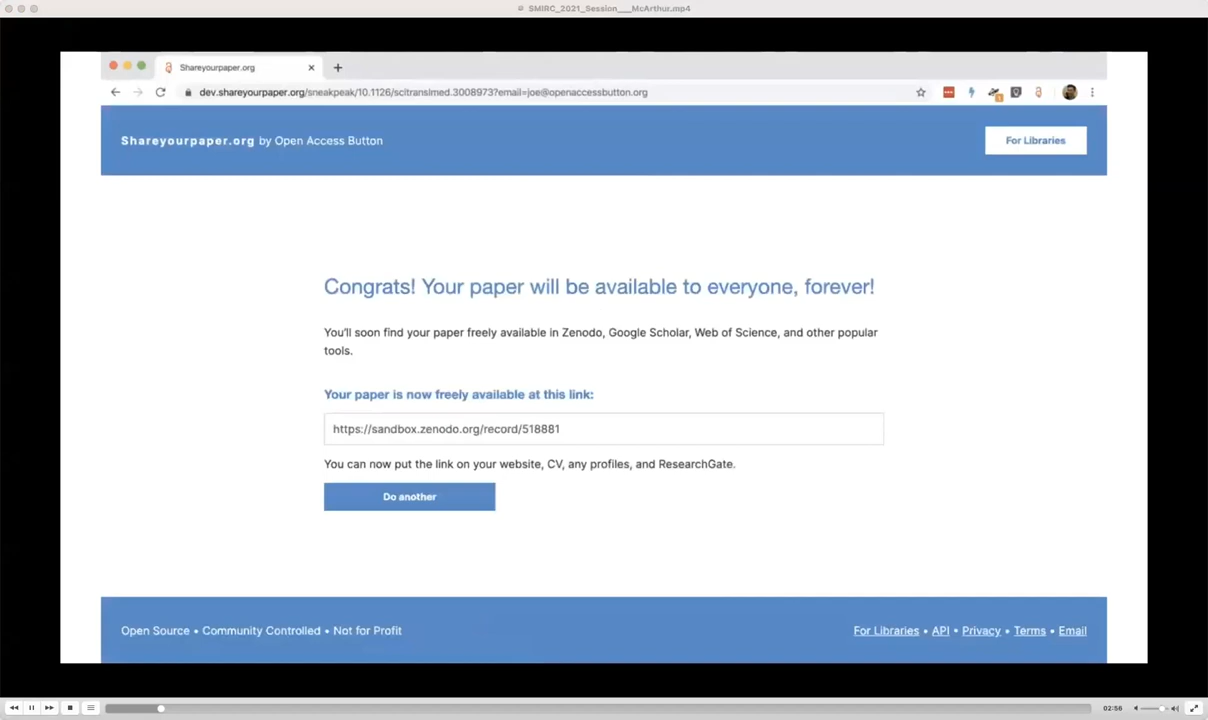 SMIRC_2021_Session___McArthur.mp4
Shareyourpaper.org
dev.shareyourpaper.org/sneakpeak/10.1126/scitranslmed.3008973?email=joe@openaccessbutton.org
Shareyourpaper.org by Open Access Button
For Libraries
Congrats! Your paper will be available to everyone, forever!
You'll soon find your paper freely available in Zenodo, Google Scholar, Web of Science, and other popular
tools.
Your paper is now freely available at this link:
https://sandbox.zenodo.org/record/518881
You can now put the link on your website, CV, any profiles, and ResearchGate.
Do another
Open Source • Community Controlled • Not for Profit
For Libraries • API • Privacy • Terms • Email
02:56